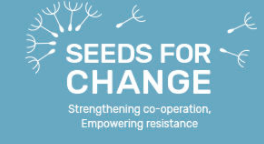 SEEDS FOR
CHANGE
Strengthening co-operation,
Empowering resistance